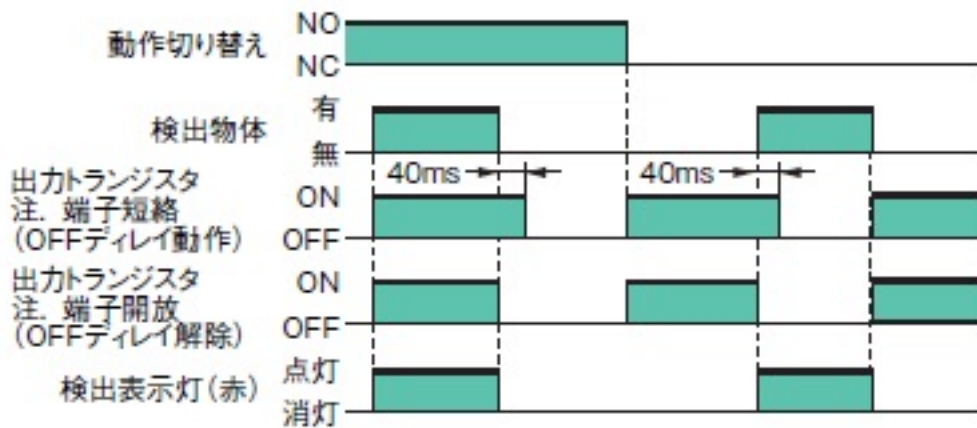 動作切り替え
NO
NC
検出物体
有
無
出力トランジスタ
注. 端子短絡
(OFFディレイ動作)
ON
OFF
40ms
40ms
出力トランジスタ
注. 端子開放
(OFFディレイ解除)
ON
OFF
検出表示灯(赤)
点灯
消灯